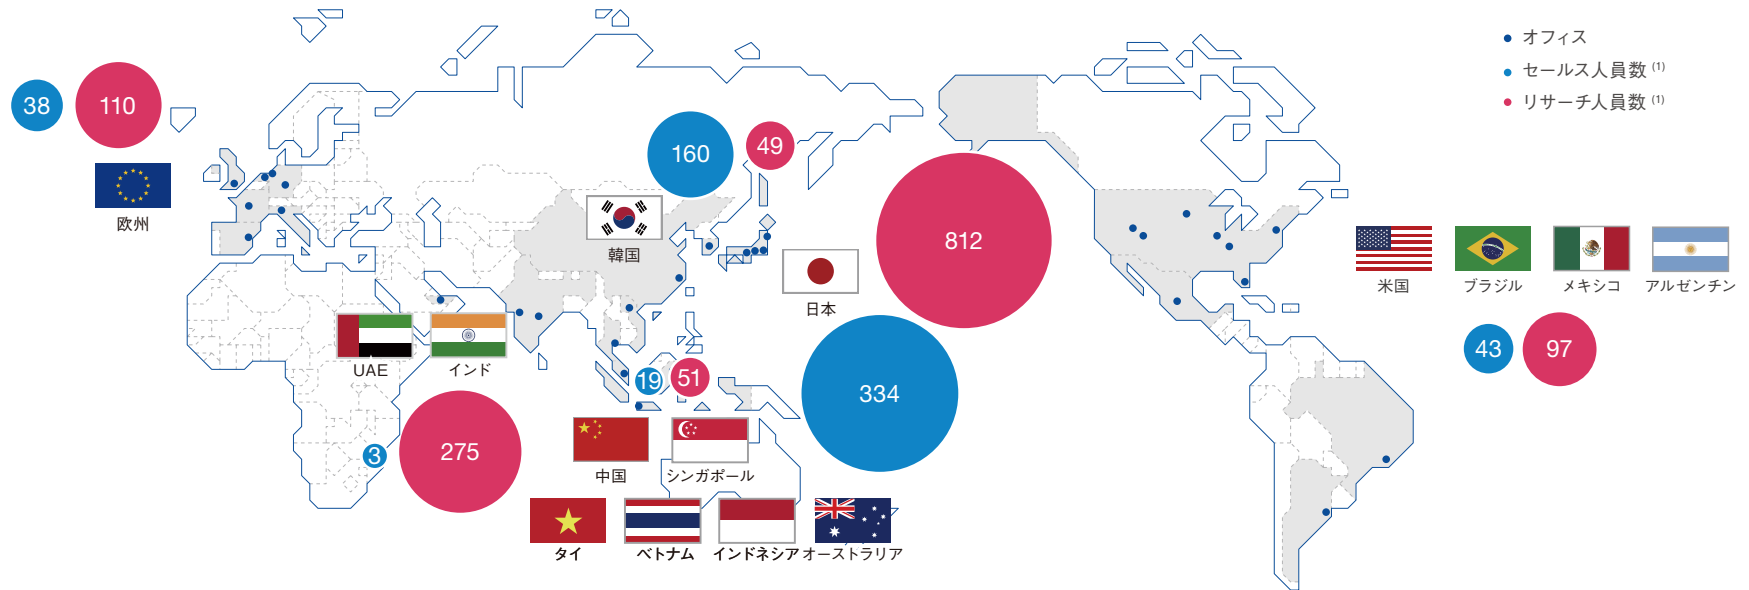 オフィス
セールス人員数 (1)
リサーチ人員数 (1)
38
110
欧州
160
49
韓国
812
日本
334
米国
ブラジル
メキシコ
アルゼンチン
43
97
UAE
インド
3
275
19
51
中国
シンガポール
タイ
ベトナム
インドネシア
オーストラリア